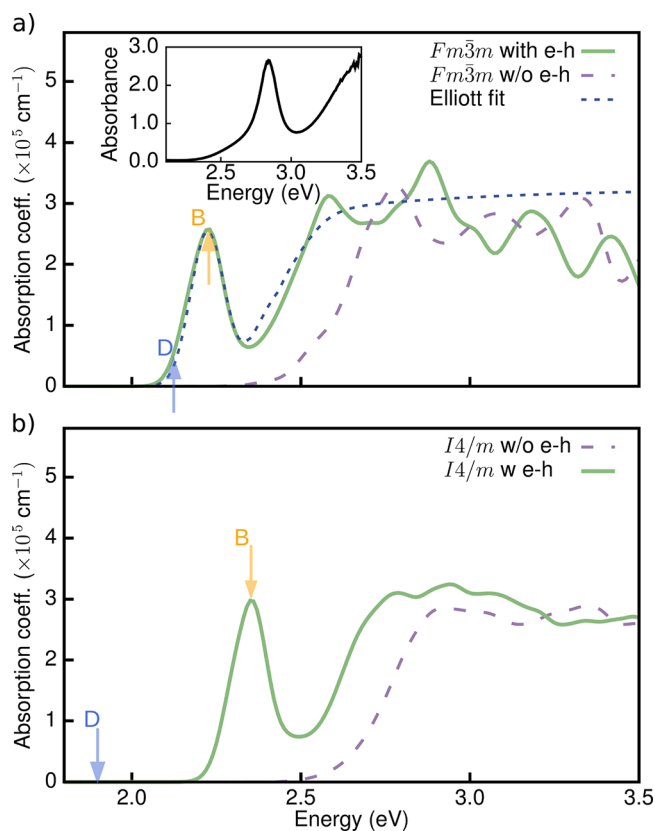 a)
Fm3̄m with e-h
Fm3̄m w/o e-h
Elliott fit
Absorbance
3.0
2.0
1.0
0.0
2.5 3.0 3.5
Energy (eV)
Absorption coeff. (×10⁵ cm⁻¹)
5
4
3
2
1
0
B
D
b)
I4/m w/o e-h
I4/m w e-h
Absorption coeff. (×10⁵ cm⁻¹)
5
4
3
2
1
0
B
D
2.0 2.5 3.0 3.5
Energy (eV)